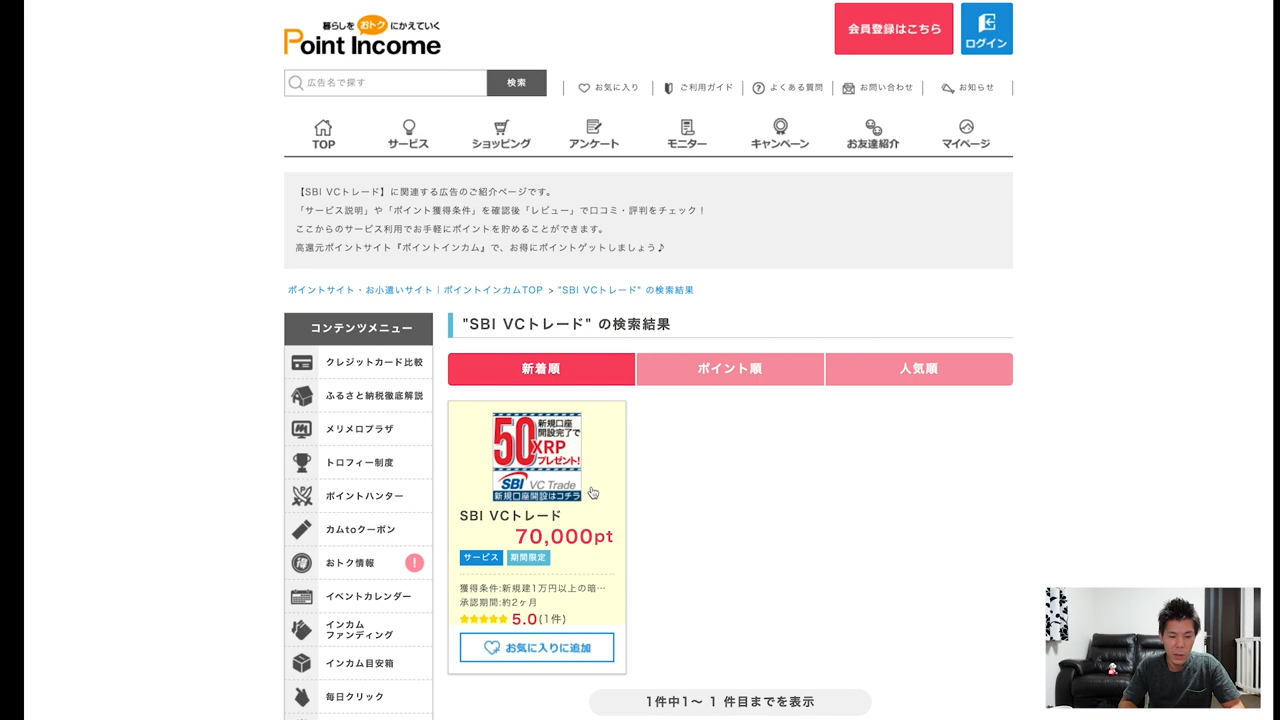 暮らしを おトク にかえていく
Point Income
会員登録はこちら
ログイン
広告名で探す
検索
お気に入り
ご利用ガイド
よくある質問
お問い合わせ
お知らせ
TOP
サービス
ショッピング
アンケート
モニター
キャンペーン
お友達紹介
マイページ
【SBI VCトレード】に関連する広告のご紹介ページです。
「サービス説明」や「ポイント獲得条件」を確認後「レビュー」で口コミ・評判をチェック!
ここからのサービス利用でお手軽にポイントを貯めることができます。
高還元ポイントサイト『ポイントインカム』で、お得にポイントゲットしましょう♪
ポイントサイト・お小遣いサイト|ポイントインカムTOP > "SBI VCトレード" の検索結果
コンテンツメニュー
クレジットカード比較
ふるさと納税徹底解説
メリメロプラザ
トロフィー制度
ポイントハンター
カムtoクーポン
おトク情報
イベントカレンダー
インカム
ファンディング
インカム目安箱
毎日クリック
"SBI VCトレード" の検索結果
新着順
ポイント順
人気順
新規口座
開設完了で
50XRP
プレゼント!
SBI VC Trade
新規口座開設はコチラ
SBI VCトレード
70,000pt
サービス
期間限定
獲得条件:新規建1万円以上の暗…
承認期間:約2ヶ月
★★★★★ 5.0(1件)
お気に入りに追加
1件中1～ 1 件目までを表示